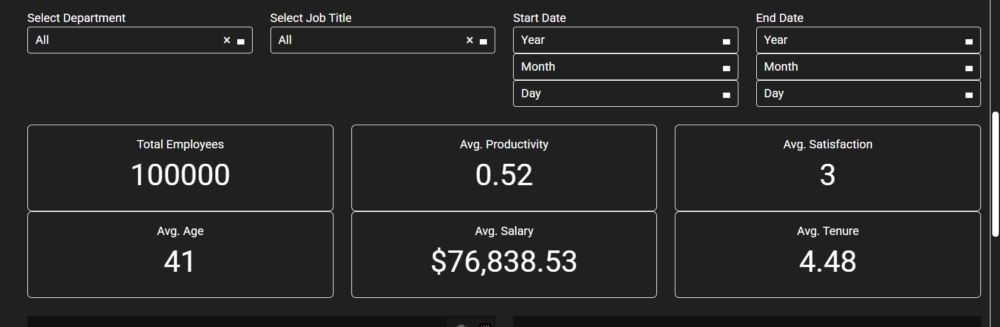 Select Department
All ×
Select Job Title
All ×
Start Date
Year
Month
Day
End Date
Year
Month
Day
Total Employees
100000
Avg. Productivity
0.52
Avg. Satisfaction
3
Avg. Age
41
Avg. Salary
$76,838.53
Avg. Tenure
4.48